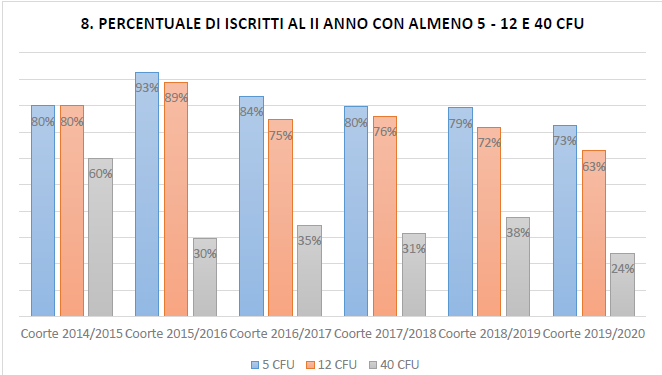 8. PERCENTUALE DI ISCRITTI AL II ANNO CON ALMENO 5 - 12 E 40 CFU
80% 80% 60%
93% 89% 30%
84% 75% 35%
80% 76% 31%
79% 72% 38%
73% 63% 24%
Coorte 2014/2015 Coorte 2015/2016 Coorte 2016/2017 Coorte 2017/2018 Coorte 2018/2019 Coorte 2019/2020
5 CFU 12 CFU 40 CFU